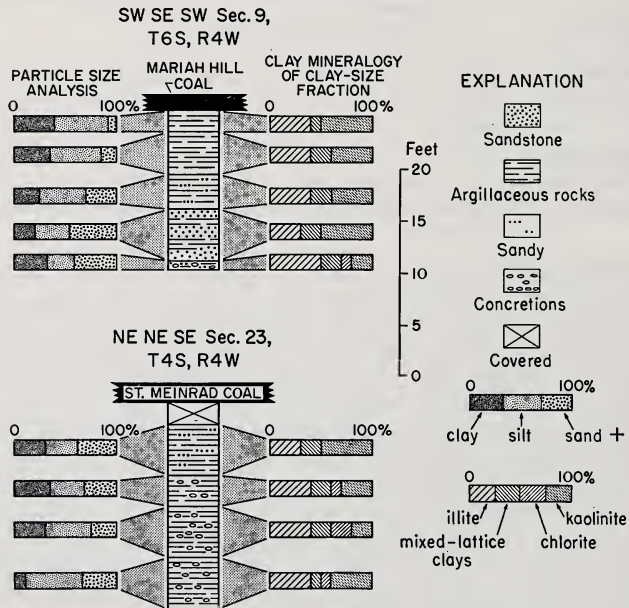 SW SE SW Sec. 9,
T6S, R4W
PARTICLE SIZE
ANALYSIS
MARIAH HILL
COAL
CLAY MINERALOGY
OF CLAY-SIZE
FRACTION
0 100%
0 100%
EXPLANATION
Sandstone
Argillaceous rocks
Sandy
Concretions
Covered
Feet
20
15
10
5
0
0 100%
clay silt sand +
0 100%
illite kaolinite
mixed-lattice chlorite
clays
NE NE SE Sec. 23,
T4S, R4W
ST. MEINRAD COAL
0 100%
0 100%